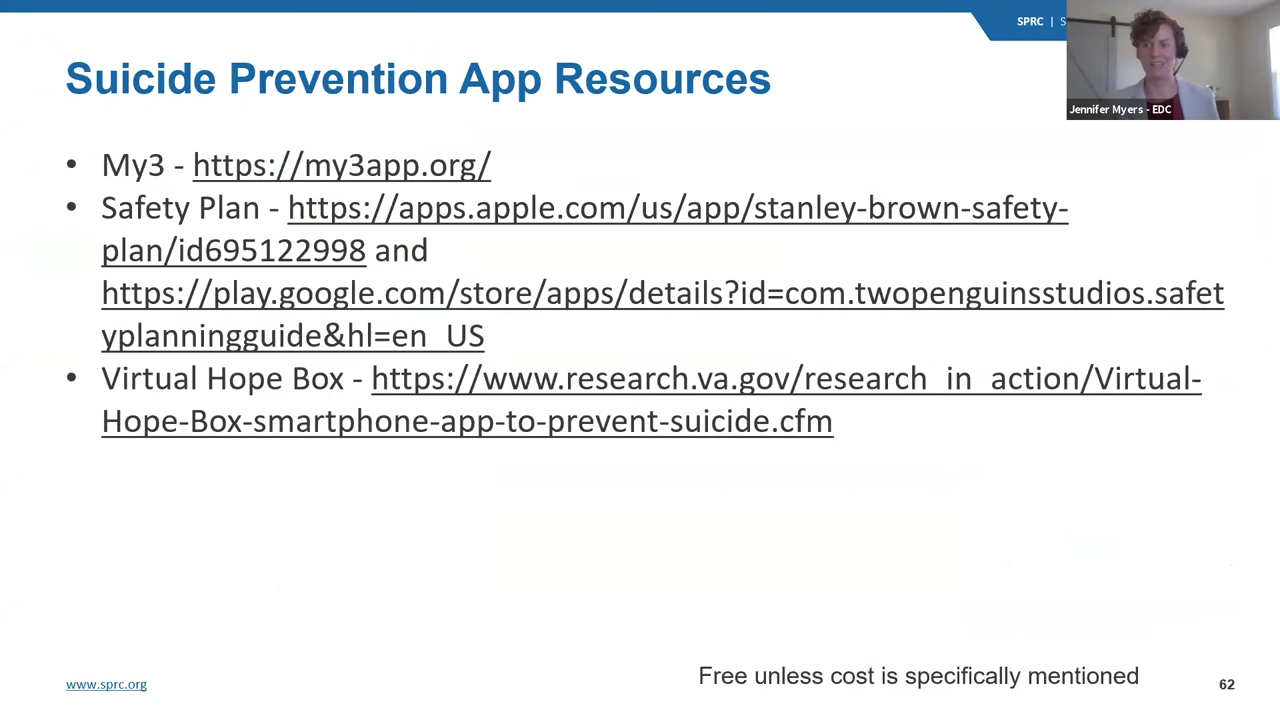 SPRC | S
Jennifer Myers - EDC
Suicide Prevention App Resources
• My3 - https://my3app.org/
• Safety Plan - https://apps.apple.com/us/app/stanley-brown-safety-
plan/id695122998 and
https://play.google.com/store/apps/details?id=com.twopenguinsstudios.safet
yplanningguide&hl=en_US
• Virtual Hope Box - https://www.research.va.gov/research_in_action/Virtual-
Hope-Box-smartphone-app-to-prevent-suicide.cfm
Free unless cost is specifically mentioned
www.sprc.org
62